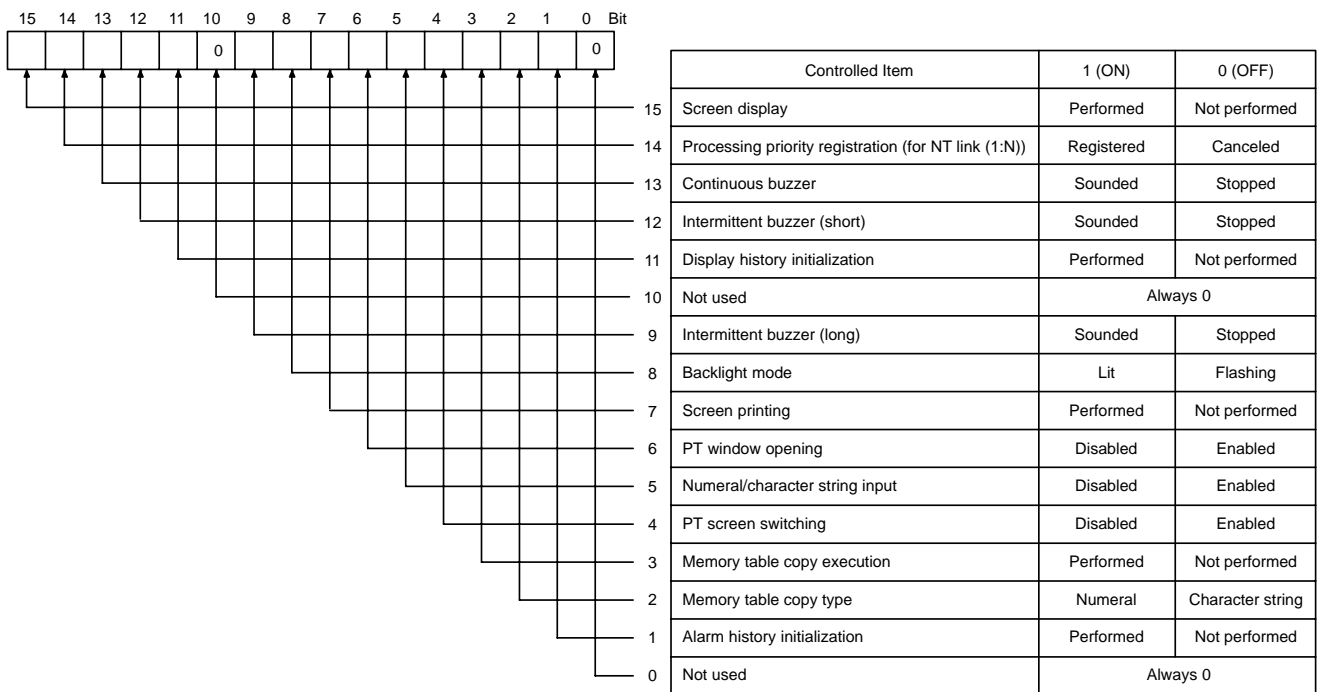 15 14 13 12 11 10 9 8 7 6 5 4 3 2 1 0 Bit
0 0
Controlled Item 1 (ON) 0 (OFF)
15 Screen display Performed Not performed
14 Processing priority registration (for NT link (1:N)) Registered Canceled
13 Continuous buzzer Sounded Stopped
12 Intermittent buzzer (short) Sounded Stopped
11 Display history initialization Performed Not performed
10 Not used Always 0
9 Intermittent buzzer (long) Sounded Stopped
8 Backlight mode Lit Flashing
7 Screen printing Performed Not performed
6 PT window opening Disabled Enabled
5 Numeral/character string input Disabled Enabled
4 PT screen switching Disabled Enabled
3 Memory table copy execution Performed Not performed
2 Memory table copy type Numeral Character string
1 Alarm history initialization Performed Not performed
0 Not used Always 0